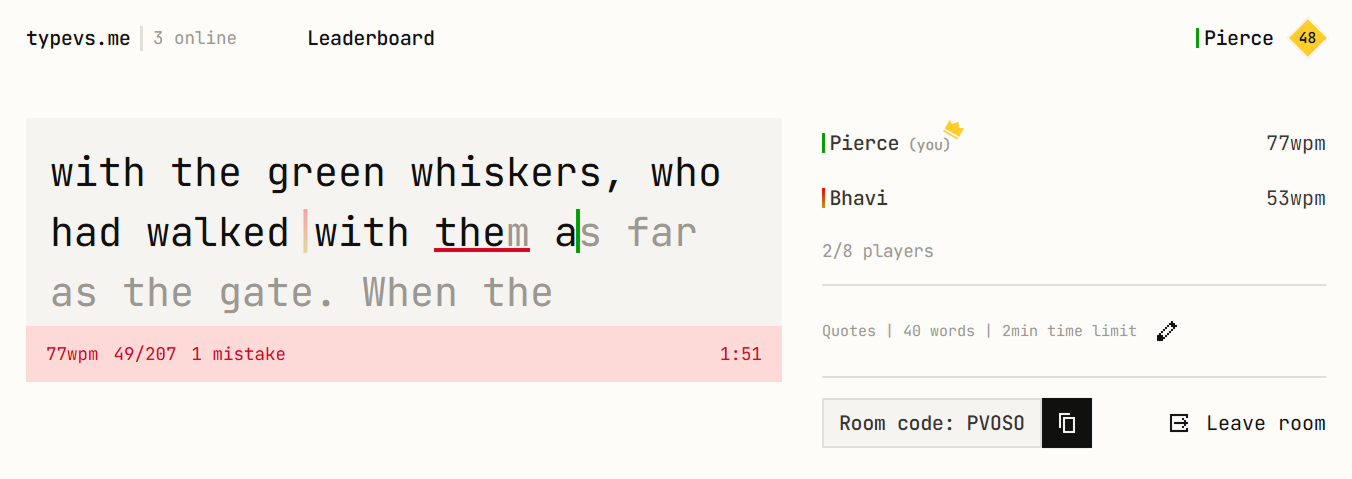 typevs.me 3 online Leaderboard Pierce 48
with the green whiskers, who
had walked with them as far
as the gate. When the
77wpm 49/207 1 mistake 1:51
Pierce (you) 77wpm
Bhavi 53wpm
2/8 players
Quotes | 40 words | 2min time limit
Room code: PVOSO Leave room